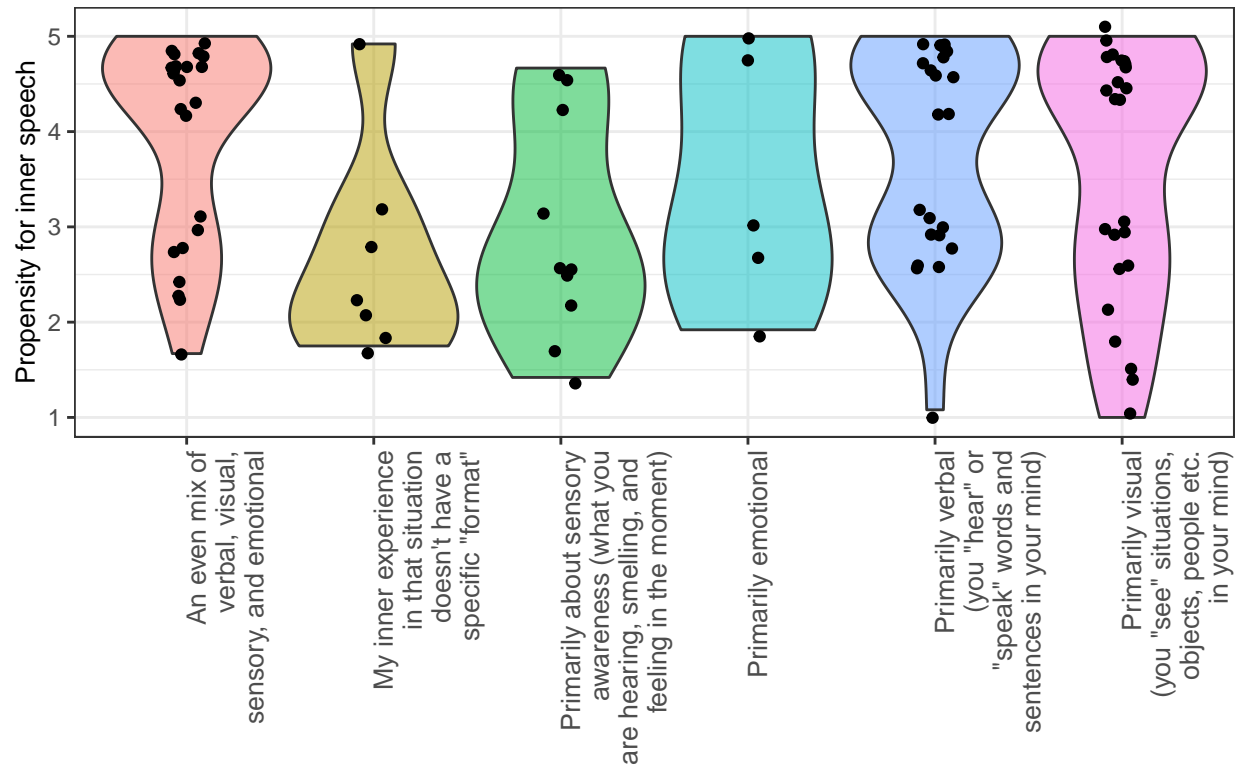 Propensity for inner speech
5
4
3
2
1
An even mix of
verbal, visual,
sensory, and emotional
My inner experience
in that situation
doesn't have a
specific "format"
Primarily about sensory
awareness (what you
are hearing, smelling, and
feeling in the moment)
Primarily emotional
Primarily verbal
(you "hear" or
"speak" words and
sentences in your mind)
Primarily visual
(you "see" situations,
objects, people etc.
in your mind)